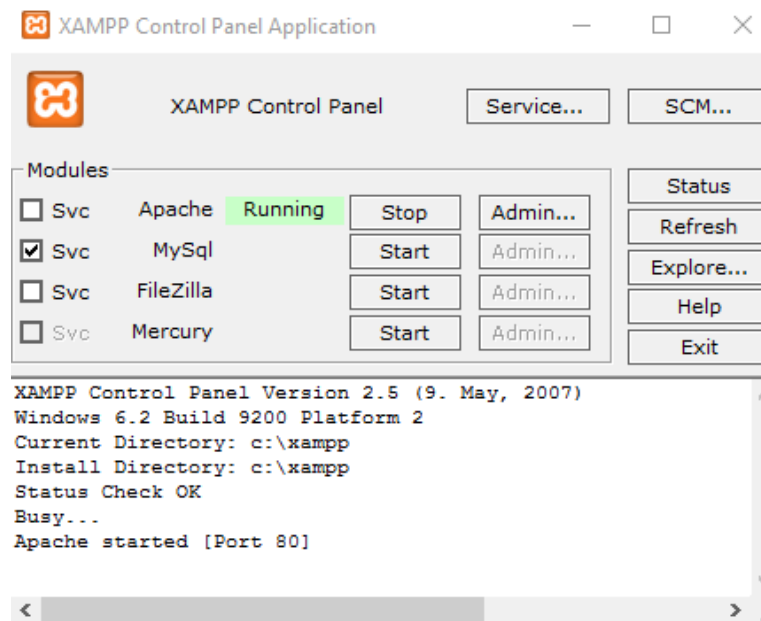 XAMPP Control Panel Application
XAMPP Control Panel Service... SCM...
Modules
Status
Svc Apache Running Stop Admin...
Refresh
Svc MySql Start Admin...
Explore...
Svc FileZilla Start Admin...
Help
Svc Mercury Start Admin...
Exit
XAMPP Control Panel Version 2.5 (9. May, 2007)
Windows 6.2 Build 9200 Platform 2
Current Directory: c:\xampp
Install Directory: c:\xampp
Status Check OK
Busy...
Apache started [Port 80]